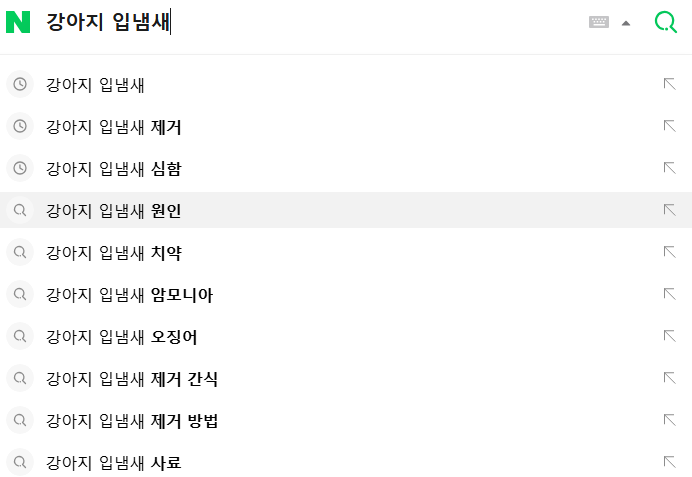 N 강아지 입냄새
강아지 입냄새
강아지 입냄새 제거
강아지 입냄새 심함
강아지 입냄새 원인
강아지 입냄새 치약
강아지 입냄새 암모니아
강아지 입냄새 오징어
강아지 입냄새 제거 간식
강아지 입냄새 제거 방법
강아지 입냄새 사료